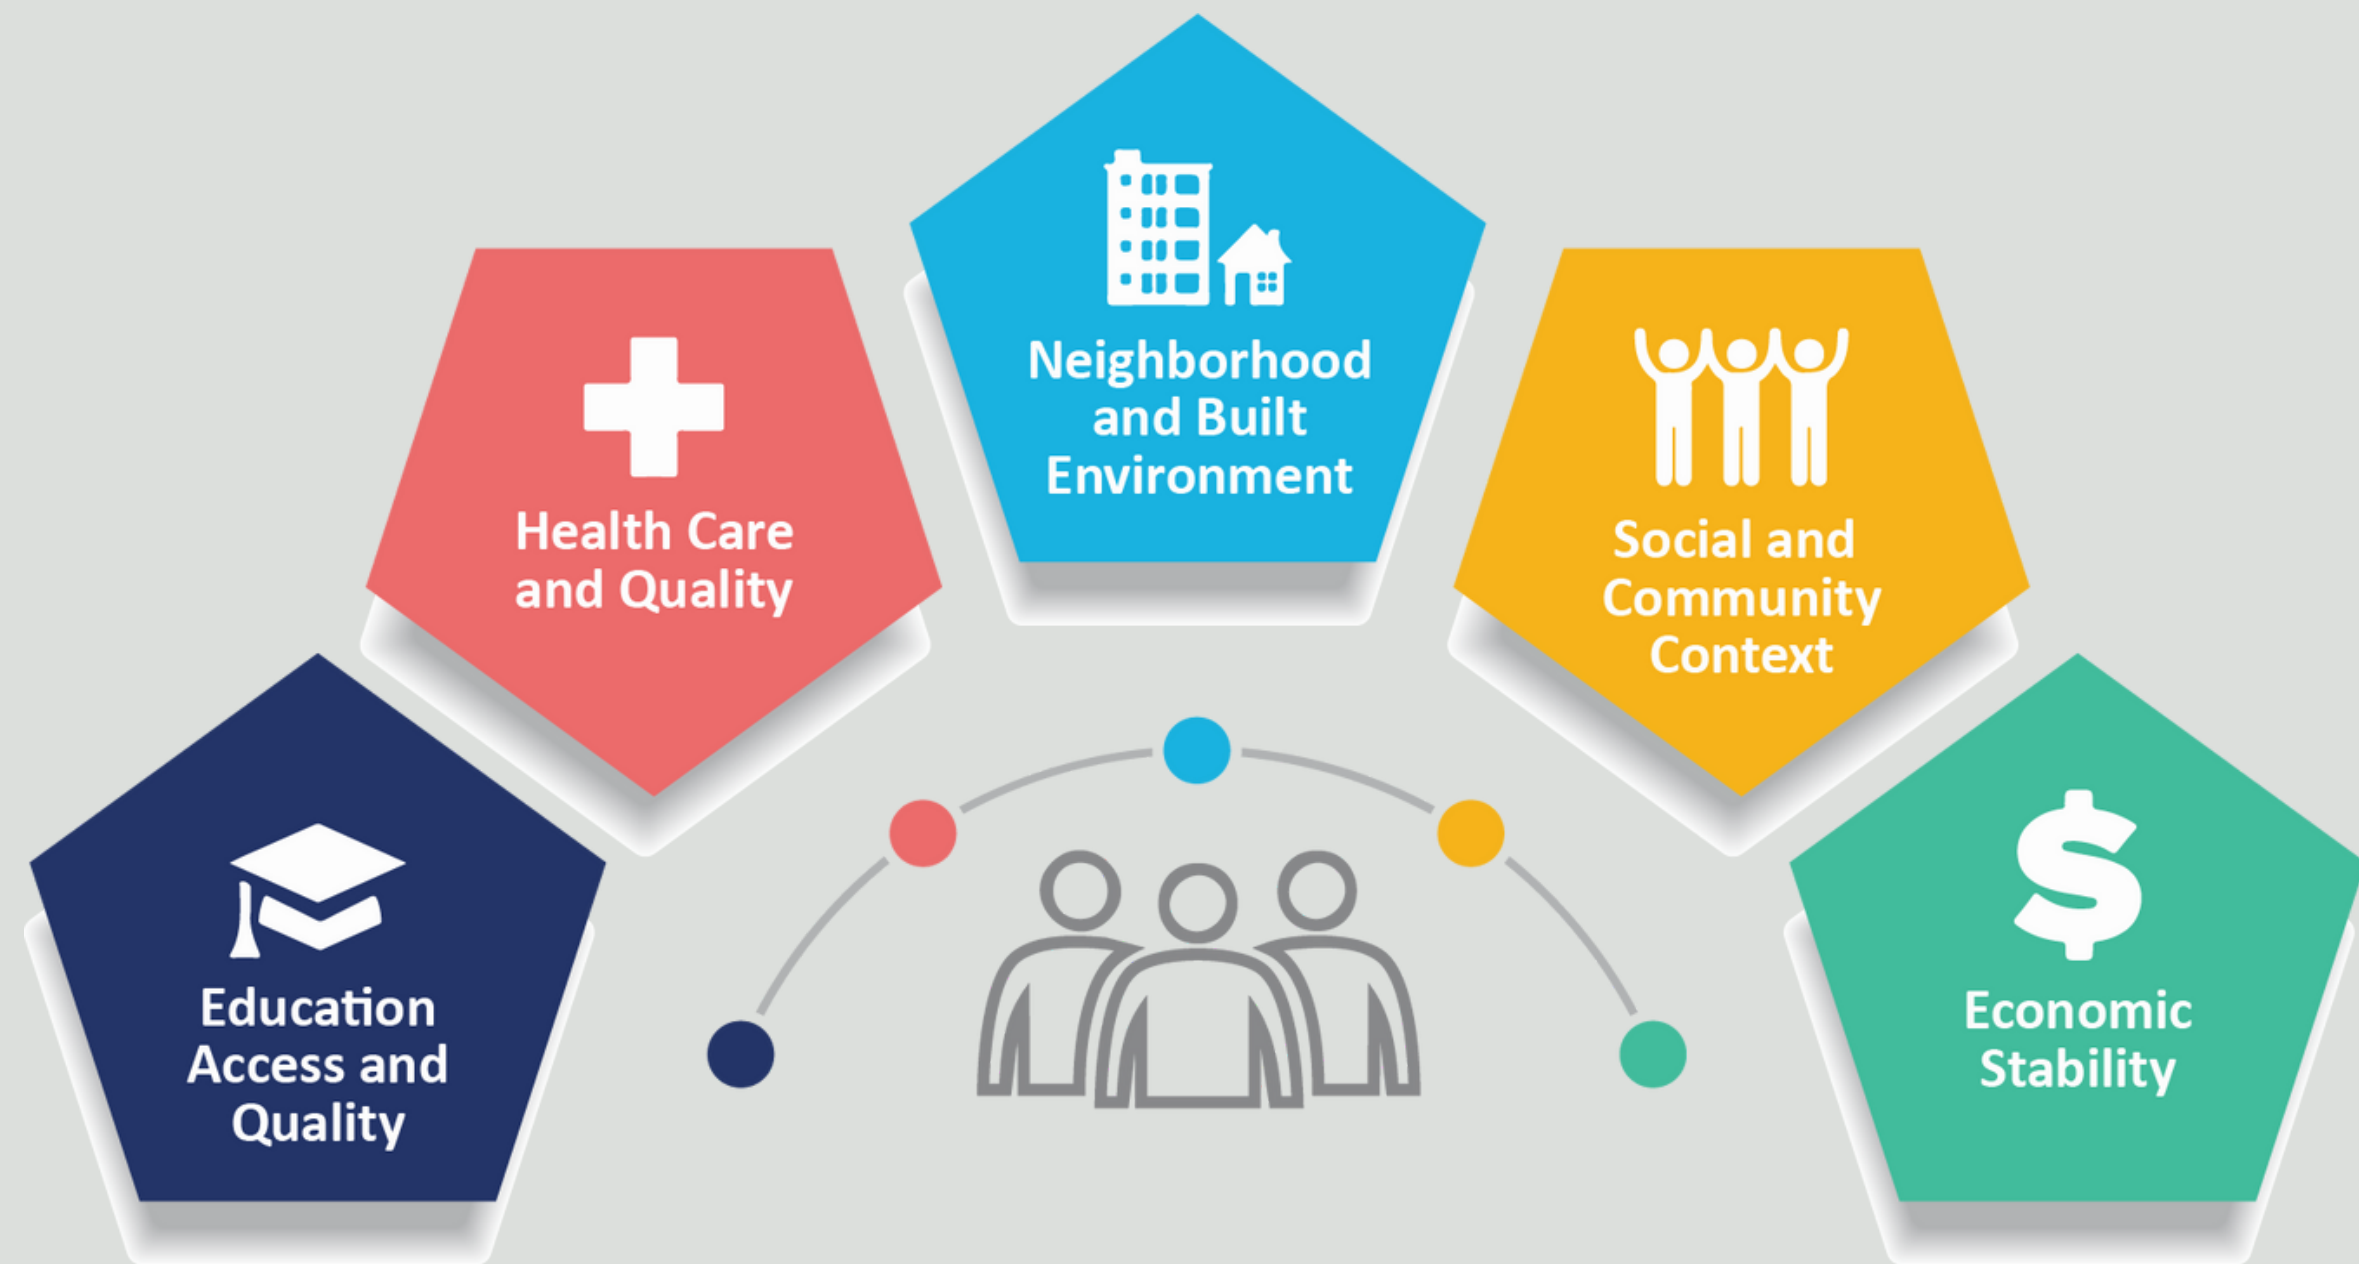 Neighborhood
and Built
Environment
Health Care
and Quality
Social and
Community
Context
Education
Access and
Quality
Economic
Stability